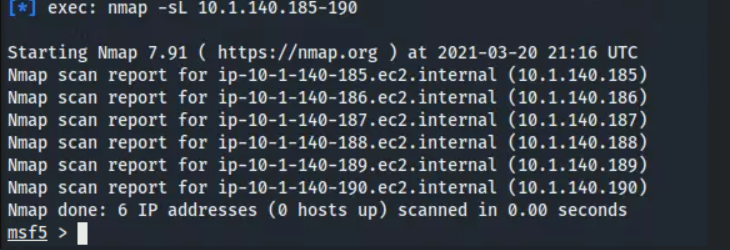 [*] exec: nmap -sL 10.1.140.185-190
Starting Nmap 7.91 ( https://nmap.org ) at 2021-03-20 21:16 UTC
Nmap scan report for ip-10-1-140-185.ec2.internal (10.1.140.185)
Nmap scan report for ip-10-1-140-186.ec2.internal (10.1.140.186)
Nmap scan report for ip-10-1-140-187.ec2.internal (10.1.140.187)
Nmap scan report for ip-10-1-140-188.ec2.internal (10.1.140.188)
Nmap scan report for ip-10-1-140-189.ec2.internal (10.1.140.189)
Nmap scan report for ip-10-1-140-190.ec2.internal (10.1.140.190)
Nmap done: 6 IP addresses (0 hosts up) scanned in 0.00 seconds
msf5 >